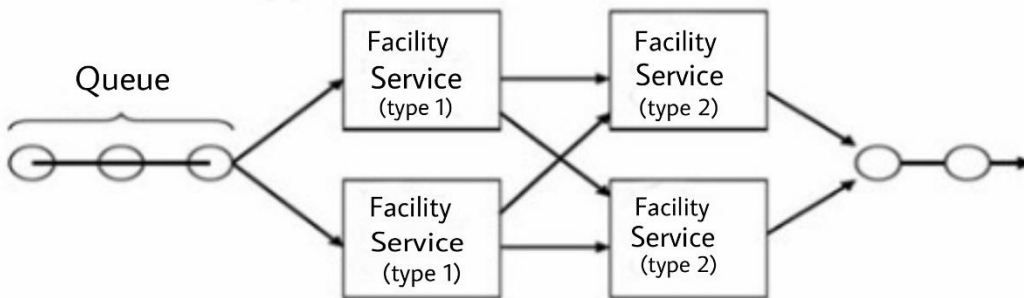 Queue
Facility
Service
(type 1)
Facility
Service
(type 2)
Facility
Service
(type 1)
Facility
Service
(type 2)